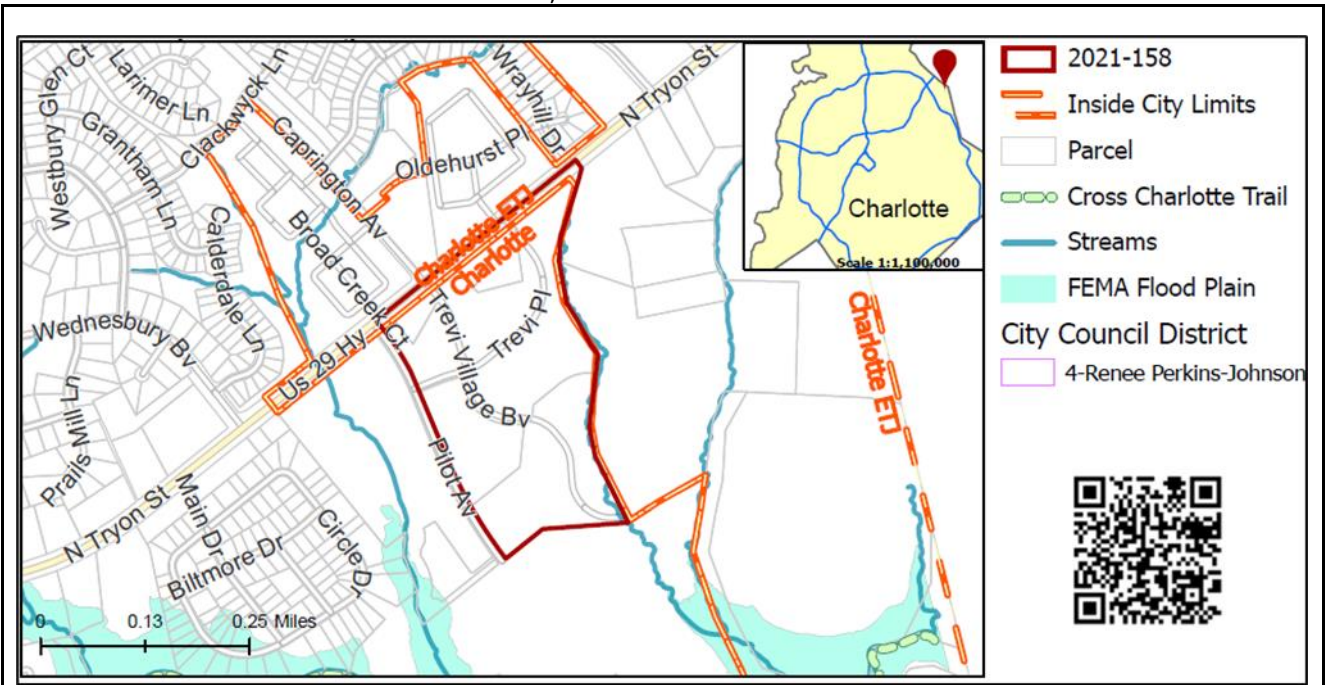 Westbury Glen Ct
Larimer Ln
Grantham Ln
Clackwyck Ln
Caprington Av
Oldehurst Pl
Wrayhill Dr
N Tryon St
Charlotte ETJ
Charlotte
Calderdale Ln
Broad Creek Ct
Trevi Village Bv
Trevi Pl
Wednesbury Bv
Us 29 Hy
Prails Mill Ln
Pilot Av
N Tryon St
Main Dr
Biltmore Dr
Circle Dr
Charlotte ETJ
0 0.13 0.25 Miles
Charlotte
Scale 1:1,100,000
2021-158
Inside City Limits
Parcel
Cross Charlotte Trail
Streams
FEMA Flood Plain
City Council District
4-Renee Perkins-Johnson